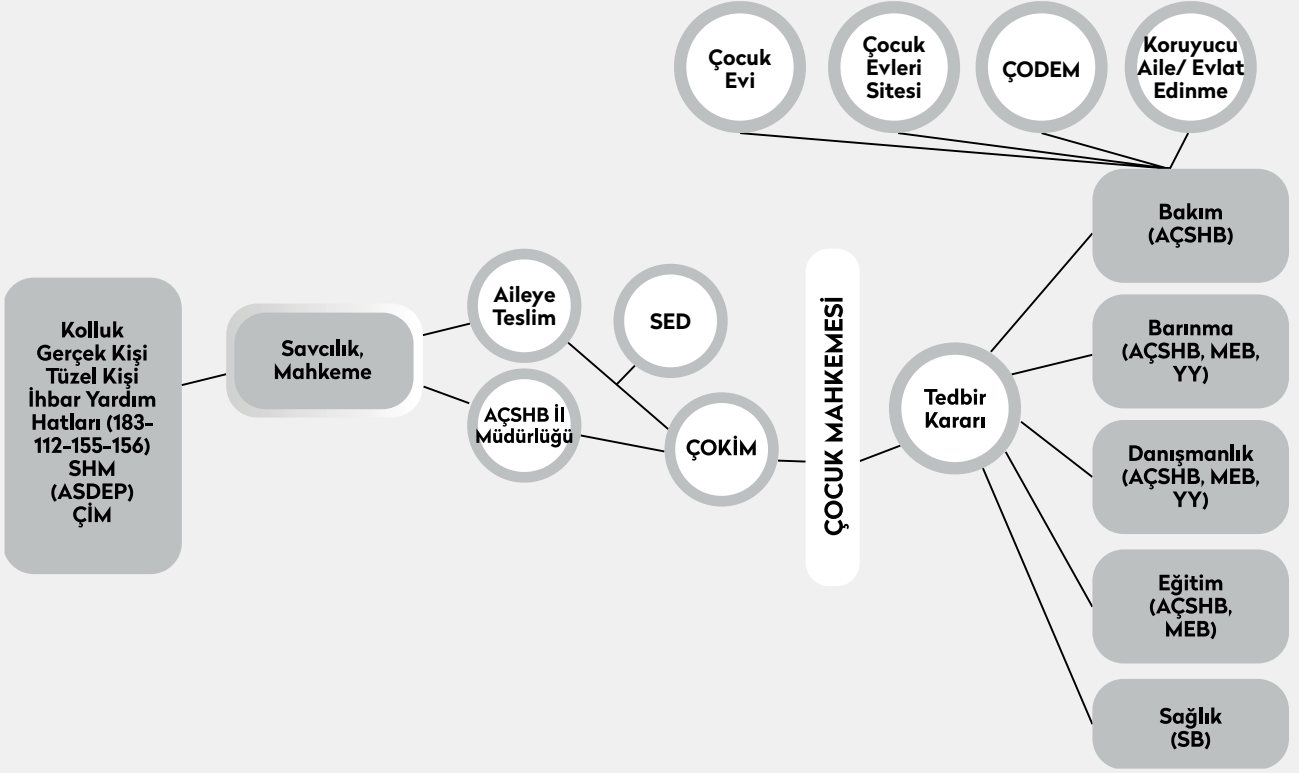 Çocuk
Evi
Çocuk
Evleri
Sitesi
ÇODEM
Koruyucu
Aile/ Evlat
Edinme
Kolluk
Gerçek Kişi
Tüzel Kişi
İhbar Yardım
Hatları (183-
112-155-156)
SHM
(ASDEP)
ÇİM
Savcılık,
Mahkeme
Aileye
Teslim
SED
AÇSHB İl
Müdürlüğü
ÇOKİM
ÇOCUK MAHKEMESİ
Tedbir
Kararı
Bakım
(AÇSHB)
Barınma
(AÇSHB, MEB,
YY)
Danışmanlık
(AÇSHB, MEB,
YY)
Eğitim
(AÇSHB,
MEB)
Sağlık
(SB)